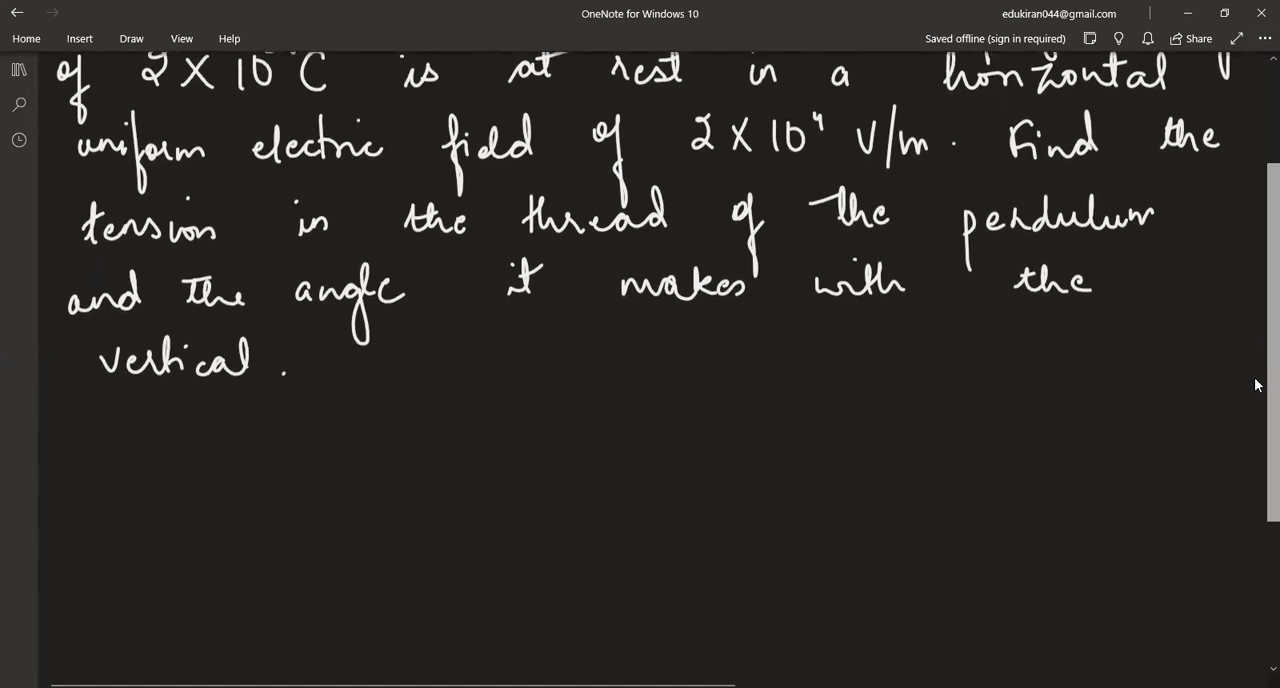 OneNote for Windows 10
edukiran044@gmail.com
Home Insert Draw View Help
Saved offline (sign in required) Share
of 2 X 10 C is at rest in a horizontal
uniform electric field of 2 X 10⁴ V/m. Find the
tension in the thread of the pendulum
and the angle it makes with the
vertical.